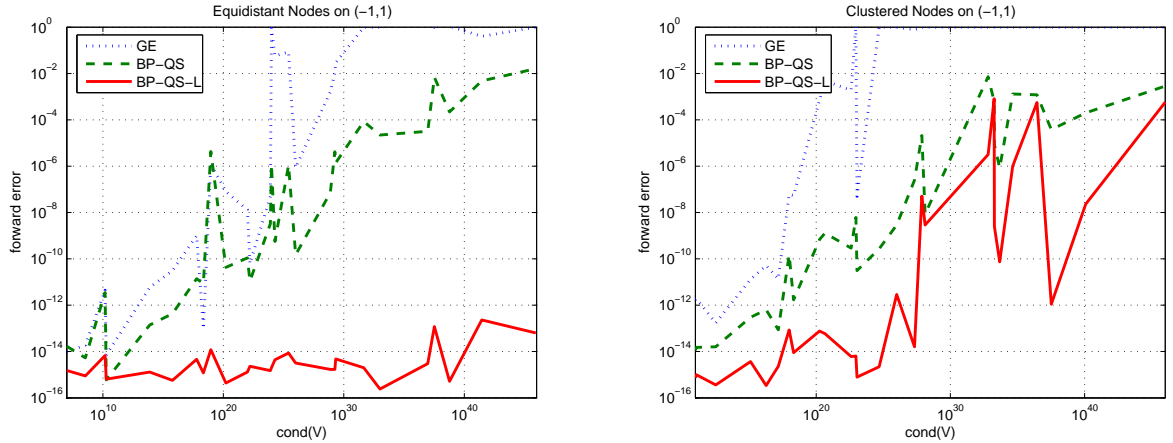 Equidistant Nodes on (−1,1)
forward error
10^0
10^−2
10^−4
10^−6
10^−8
10^−10
10^−12
10^−14
10^−16
GE
BP−QS
BP−QS−L
10^10
10^20
10^30
10^40
cond(V)
Clustered Nodes on (−1,1)
forward error
10^0
10^−2
10^−4
10^−6
10^−8
10^−10
10^−12
10^−14
10^−16
GE
BP−QS
BP−QS−L
10^20
10^30
10^40
cond(V)